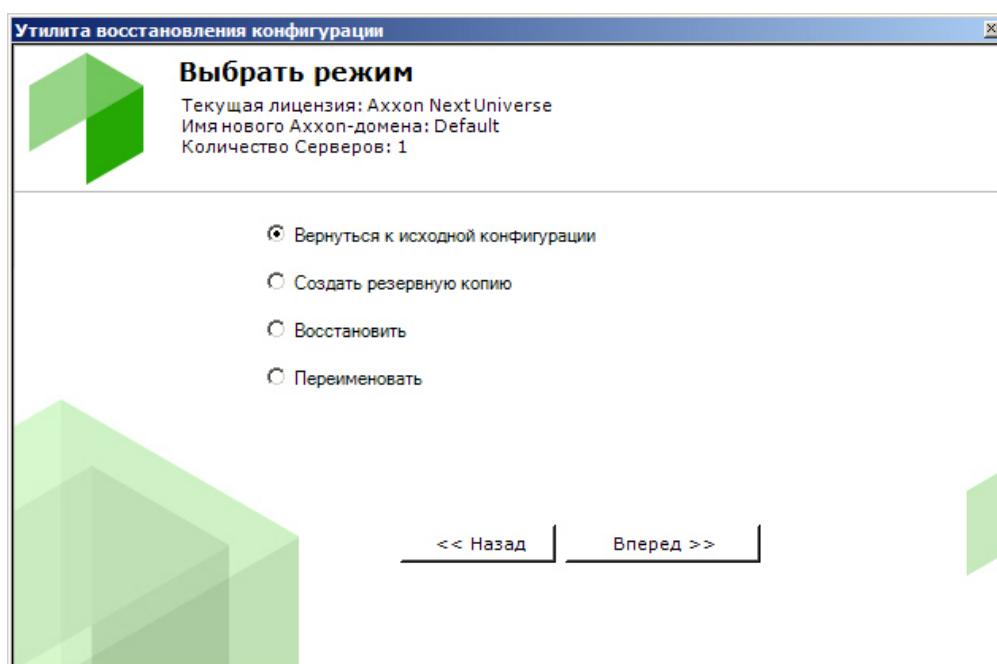 Утилита восстановления конфигурации
Выбрать режим
Текущая лицензия: Axxon Next Universe
Имя нового Axxon-домена: Default
Количество Серверов: 1
Вернуться к исходной конфигурации
Создать резервную копию
Восстановить
Переименовать
<< Назад
Вперед >>